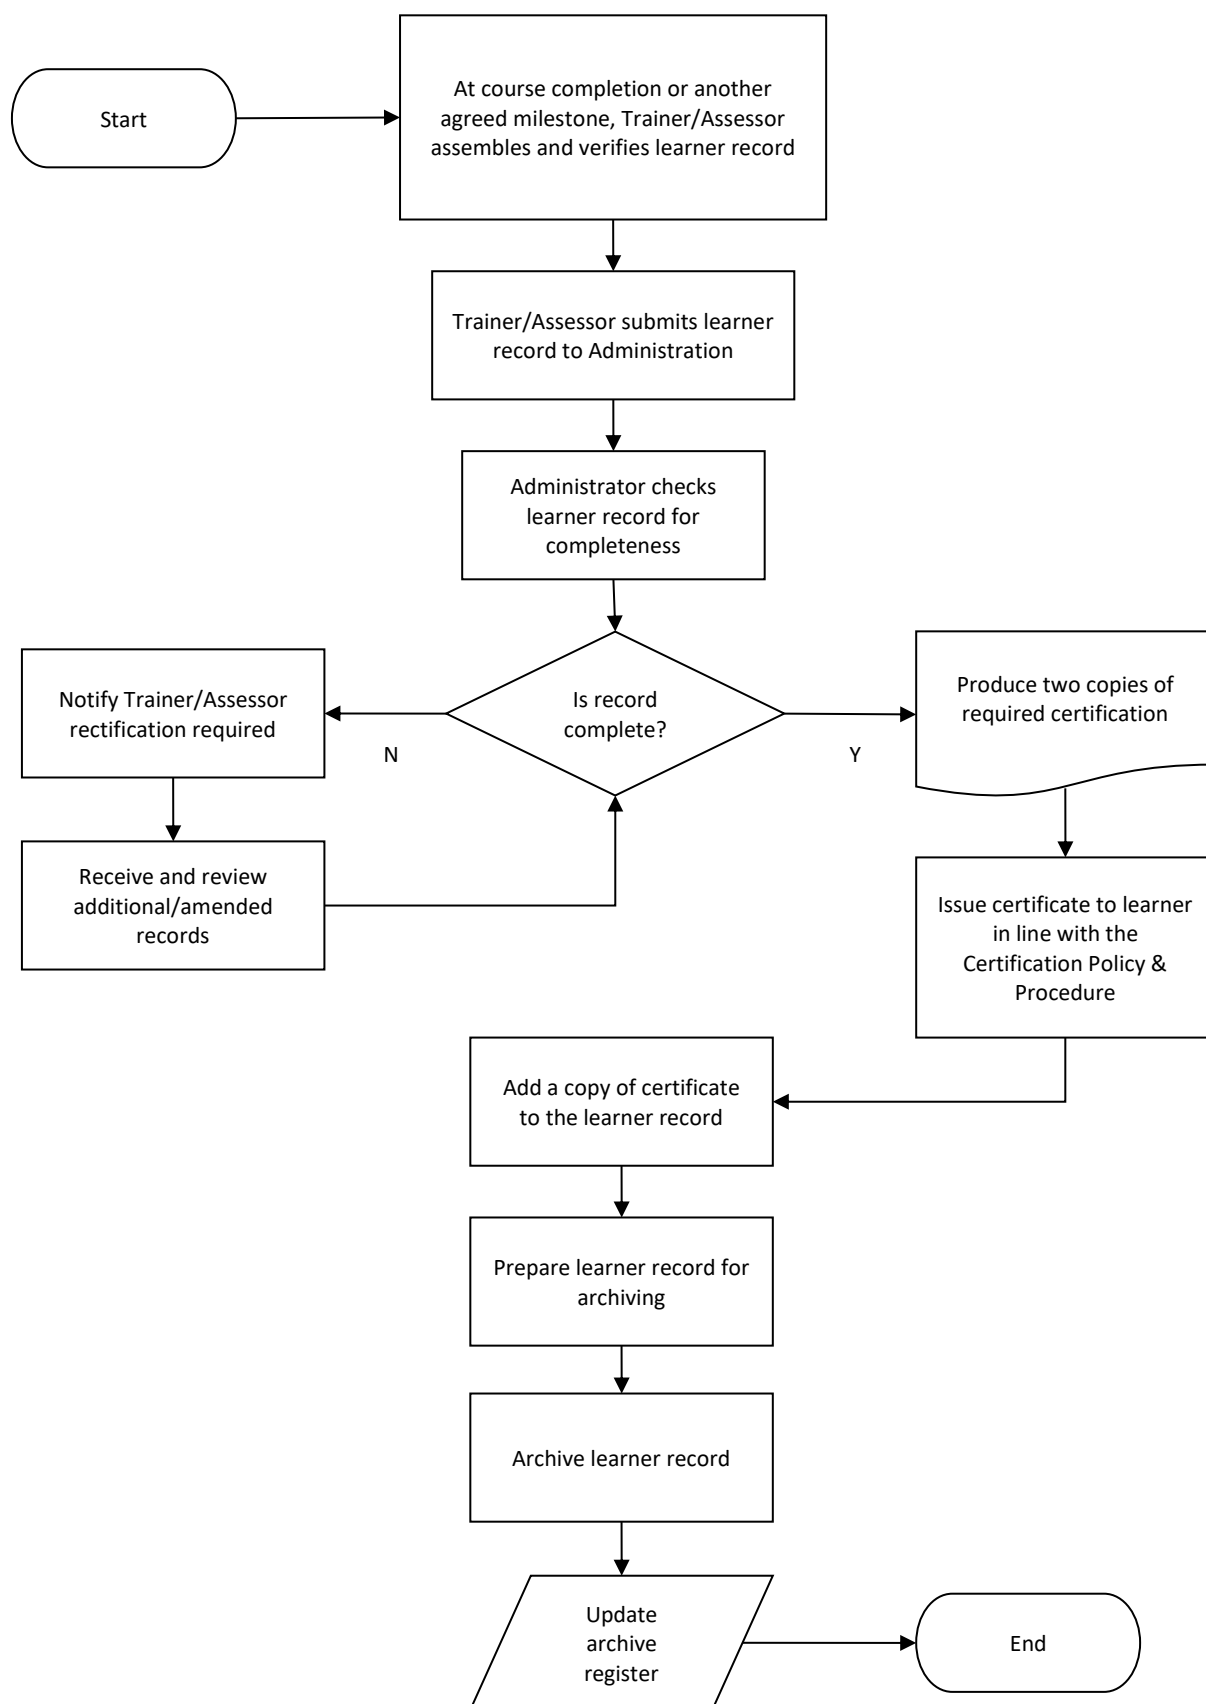 Start
At course completion or another
agreed milestone, Trainer/Assessor
assembles and verifies learner record
Trainer/Assessor submits learner
record to Administration
Administrator checks
learner record for
completeness
Is record
complete?
N
Y
Notify Trainer/Assessor
rectification required
Receive and review
additional/amended
records
Produce two copies of
required certification
Issue certificate to learner
in line with the
Certification Policy &
Procedure
Add a copy of certificate
to the learner record
Prepare learner record for
archiving
Archive learner record
Update
archive
register
End